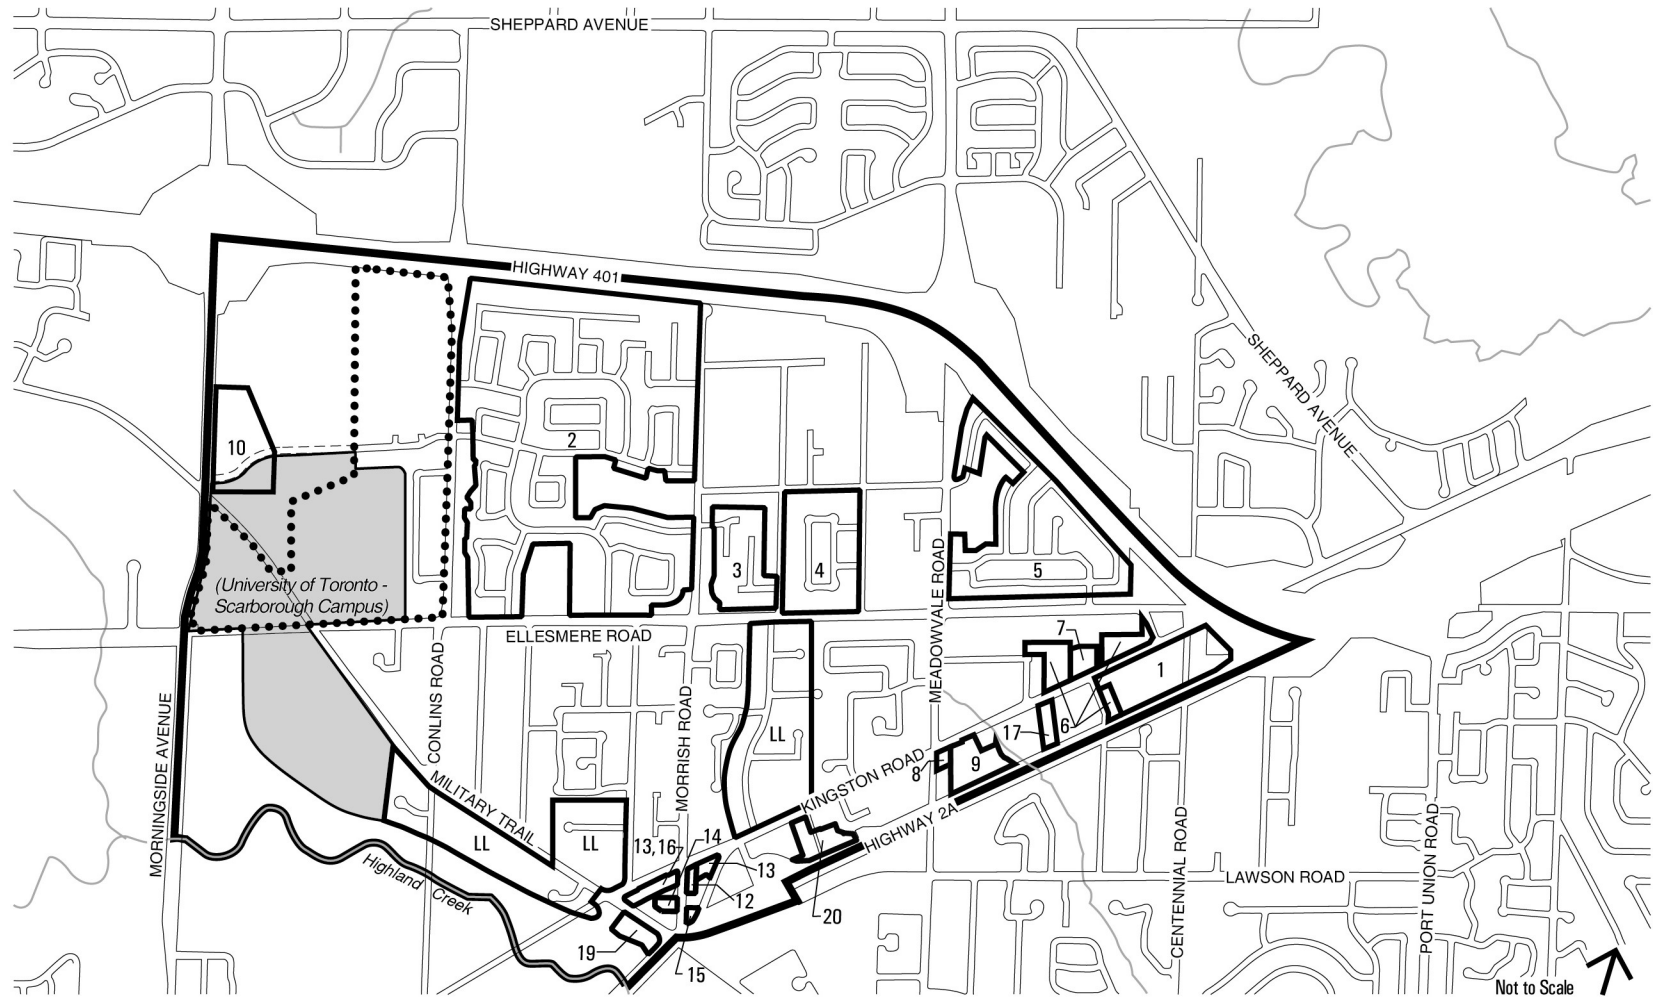 SHEPPARD AVENUE
HIGHWAY 401
SHEPPARD AVENUE
10
2
3
4
5
(University of Toronto -
Scarborough Campus)
ELLESMERE ROAD
MEADOWVALE ROAD
7
1
6
17
MORNINGSIDE AVENUE
CONLINS ROAD
MORRISH ROAD
LL
8
9
MILITARY TRAIL
KINGSTON ROAD
HIGHWAY 2A
LL
LL
13,16
14
13
12
20
19
15
Highland Creek
CENTENNIAL ROAD
LAWSON ROAD
PORT UNION ROAD
Not to Scale